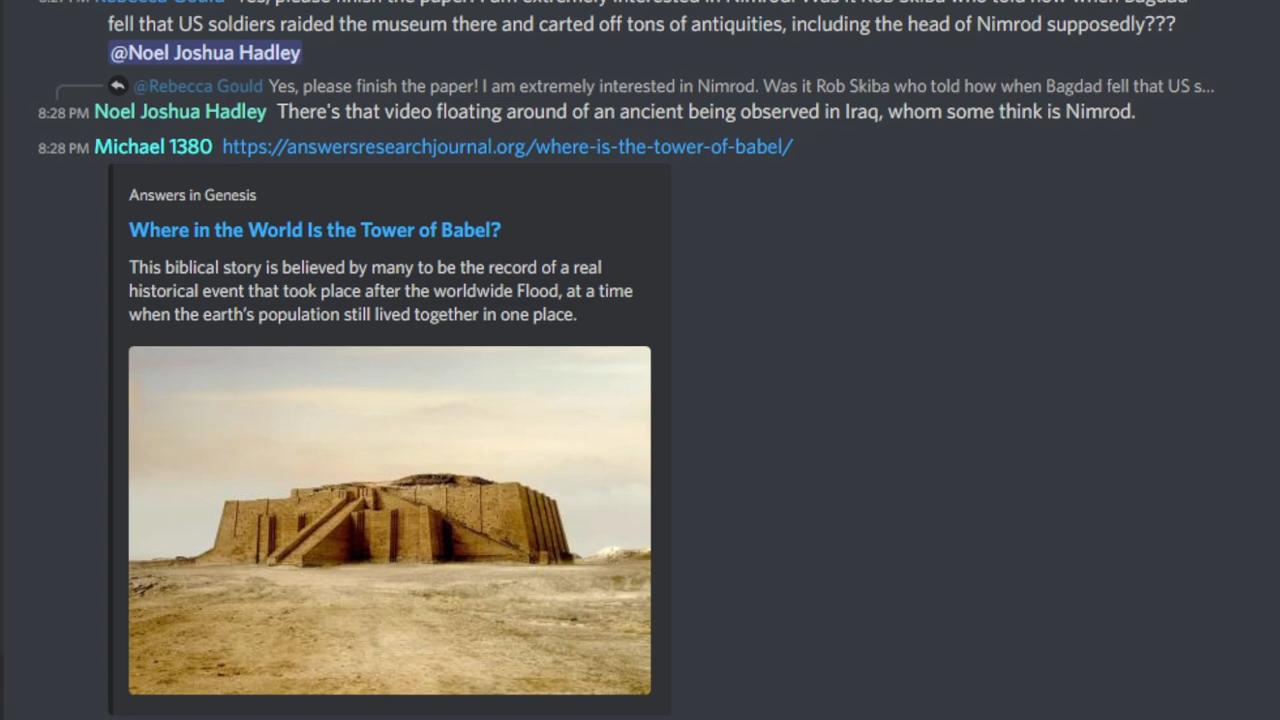 fell that US soldiers raided the museum there and carted off tons of antiquities, including the head of Nimrod supposedly???
@Noel Joshua Hadley
@Rebecca Gould Yes, please finish the paper! I am extremely interested in Nimrod. Was it Rob Skiba who told how when Bagdad fell that US s...
8:28 PM Noel Joshua Hadley There's that video floating around of an ancient being observed in Iraq, whom some think is Nimrod.
8:28 PM Michael 1380 https://answersresearchjournal.org/where-is-the-tower-of-babel/
Answers in Genesis
Where in the World Is the Tower of Babel?
This biblical story is believed by many to be the record of a real
historical event that took place after the worldwide Flood, at a time
when the earth's population still lived together in one place.